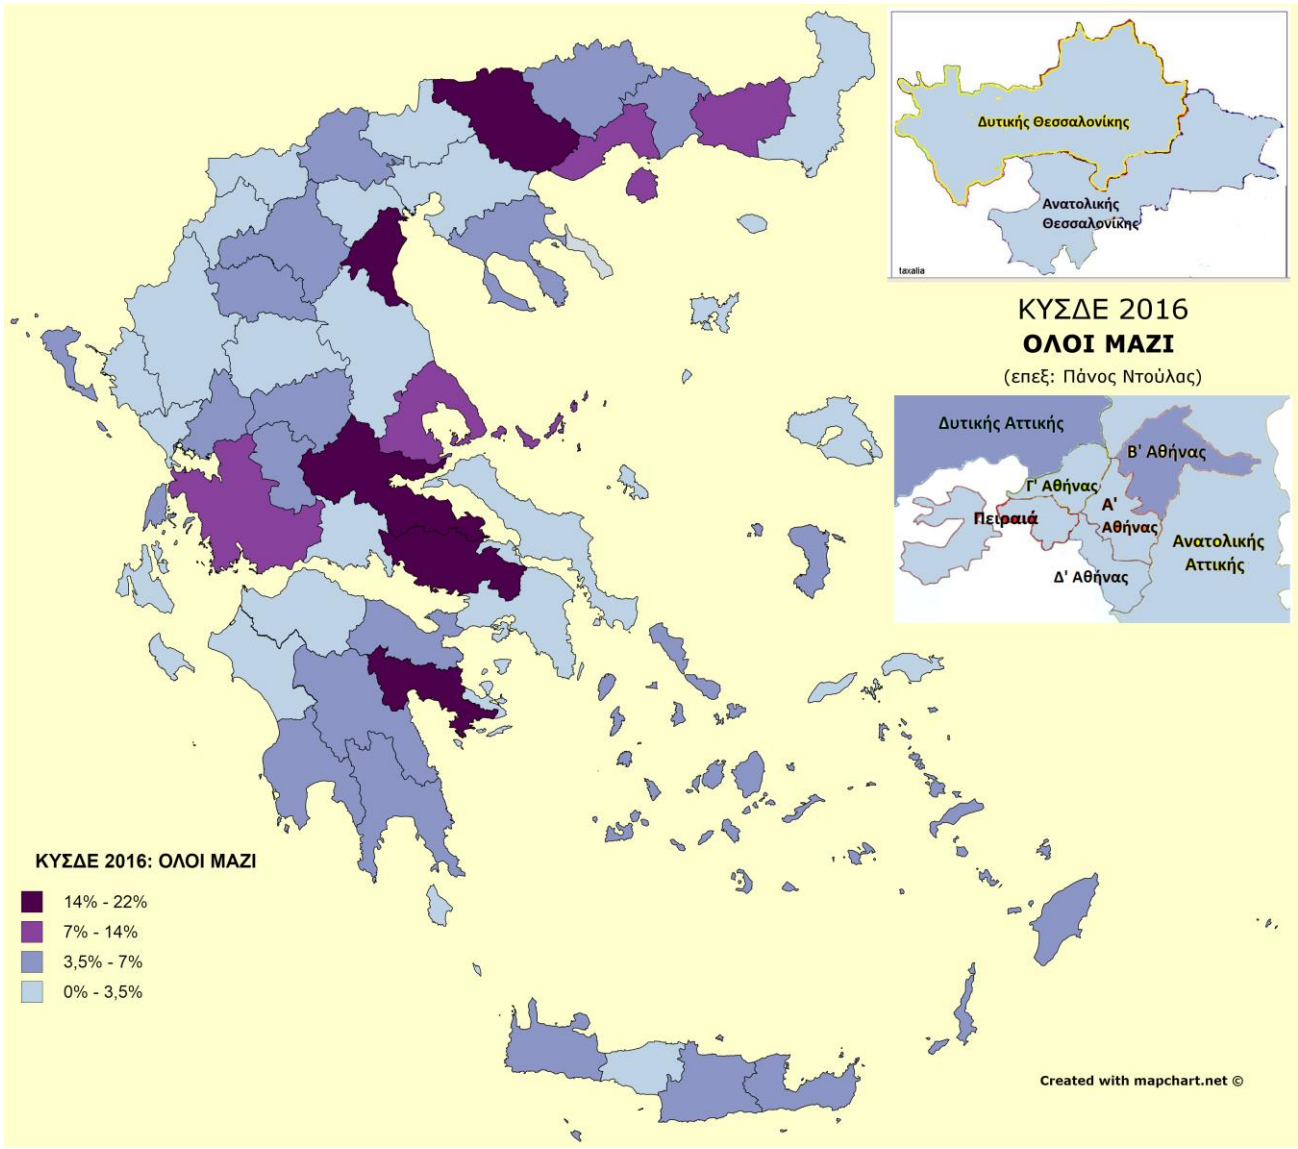 Δυτικής Θεσσαλονίκης
Ανατολικής
Θεσσαλονίκης
taxalia
ΚΥΣΔΕ 2016
ΟΛΟΙ ΜΑΖΙ
(επεξ: Πάνος Ντούλας)
Δυτικής Αττικής
Β' Αθήνας
Γ' Αθήνας
Α'
Αθήνας
Πειραιά
Ανατολικής
Αττικής
Δ' Αθήνας
ΚΥΣΔΕ 2016: ΟΛΟΙ ΜΑΖΙ
14% - 22%
7% - 14%
3,5% - 7%
0% - 3,5%
Created with mapchart.net ©